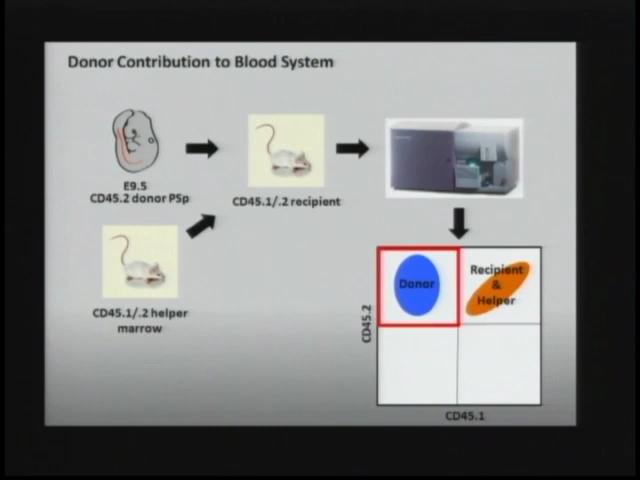 Donor Contribution to Blood System
E9.5
CD45.2 donor PSp
CD45.1/.2 recipient
CD45.1/.2 helper
marrow
Donor
Recipient
&
Helper
CD45.2
CD45.1